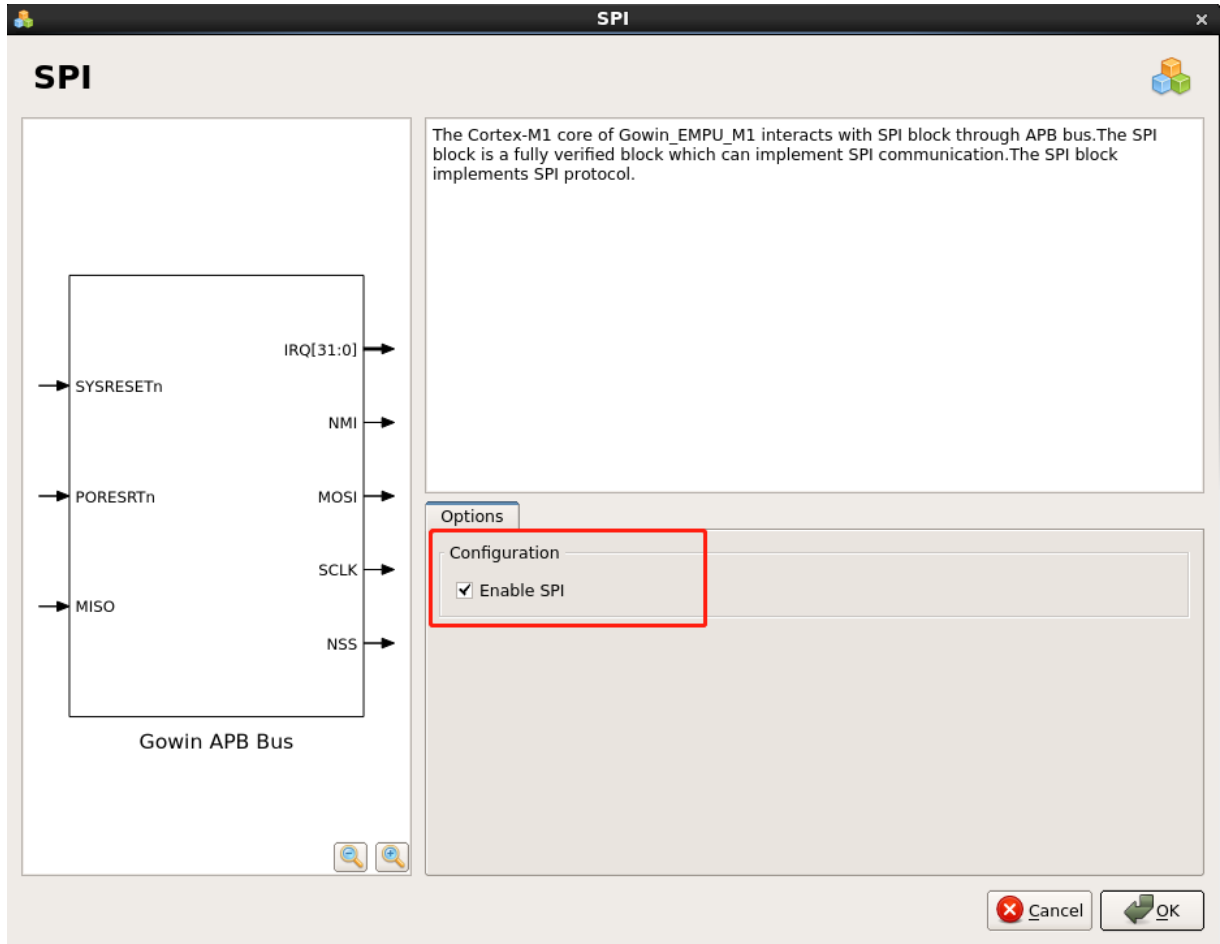 SPI
SPI
The Cortex-M1 core of Gowin_EMPU_M1 interacts with SPI block through APB bus.The SPI
block is a fully verified block which can implement SPI communication.The SPI block
implements SPI protocol.
IRQ[31:0]
SYSRESETn
NMI
PORESRTn
MOSI
SCLK
MISO
NSS
Gowin APB Bus
Options
Configuration
Enable SPI
Cancel
OK